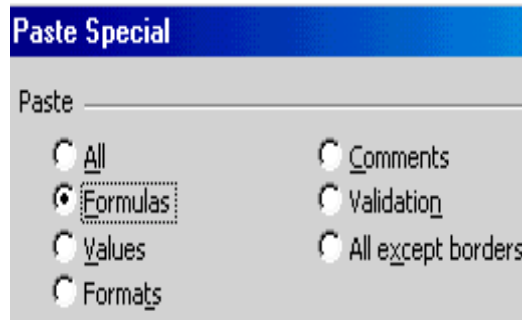 Paste Special
Paste
All
Formulas
Values
Formats
Comments
Validation
All except borders